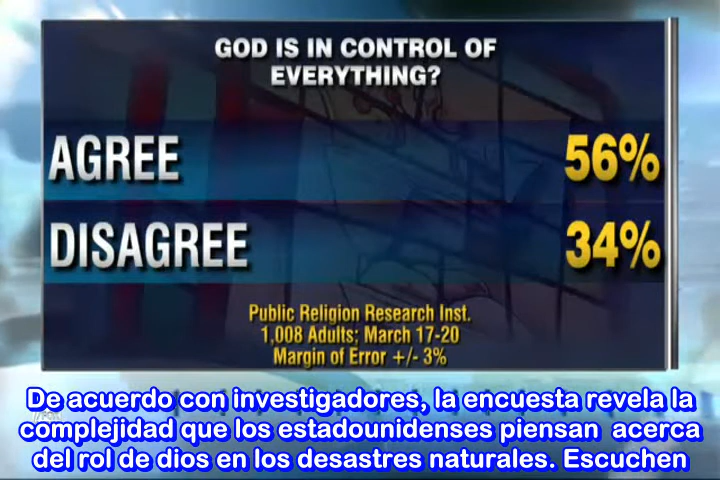 GOD IS IN CONTROL OF
EVERYTHING?
AGREE 56%
DISAGREE 34%
Public Religion Research Inst.
1,008 Adults; March 17-20
Margin of Error +/- 3%
De acuerdo con investigadores, la encuesta revela la
complejidad que los estadounidenses piensan acerca
del rol de dios en los desastres naturales. Escuchen